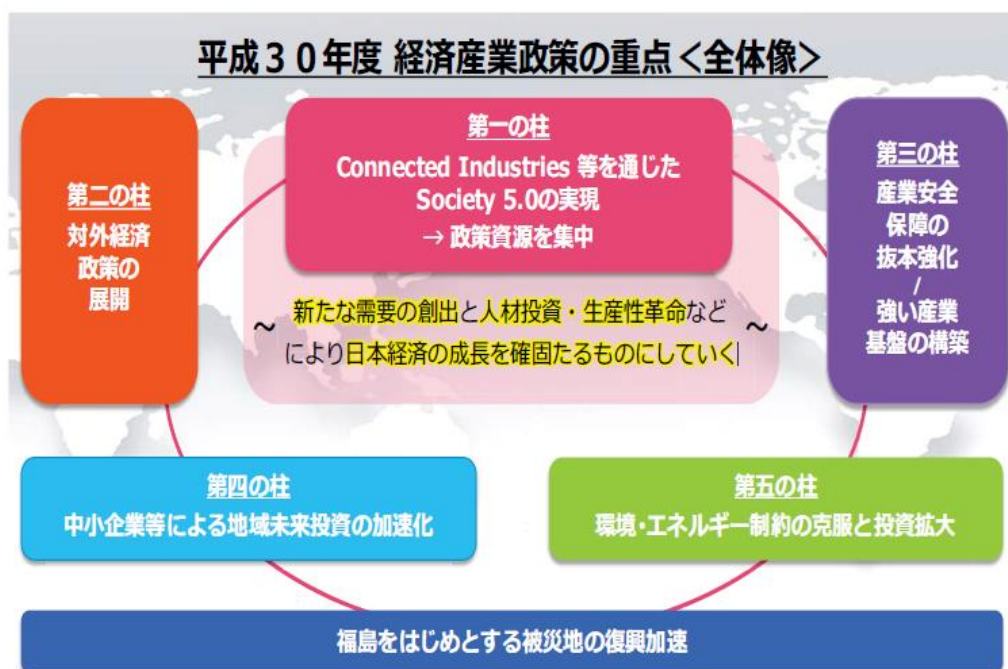 平成３０年度 経済産業政策の重点＜全体像＞
第一の柱
Connected Industries 等を通じた
Society 5.0の実現
→ 政策資源を集中
～ 新たな需要の創出と人材投資・生産性革命など ～
により日本経済の成長を確固たるものにしていく
第二の柱
対外経済
政策の
展開
第三の柱
産業安全
保障の
抜本強化
/
強い産業
基盤の構築
第四の柱
中小企業等による地域未来投資の加速化
第五の柱
環境・エネルギー制約の克服と投資拡大
福島をはじめとする被災地の復興加速